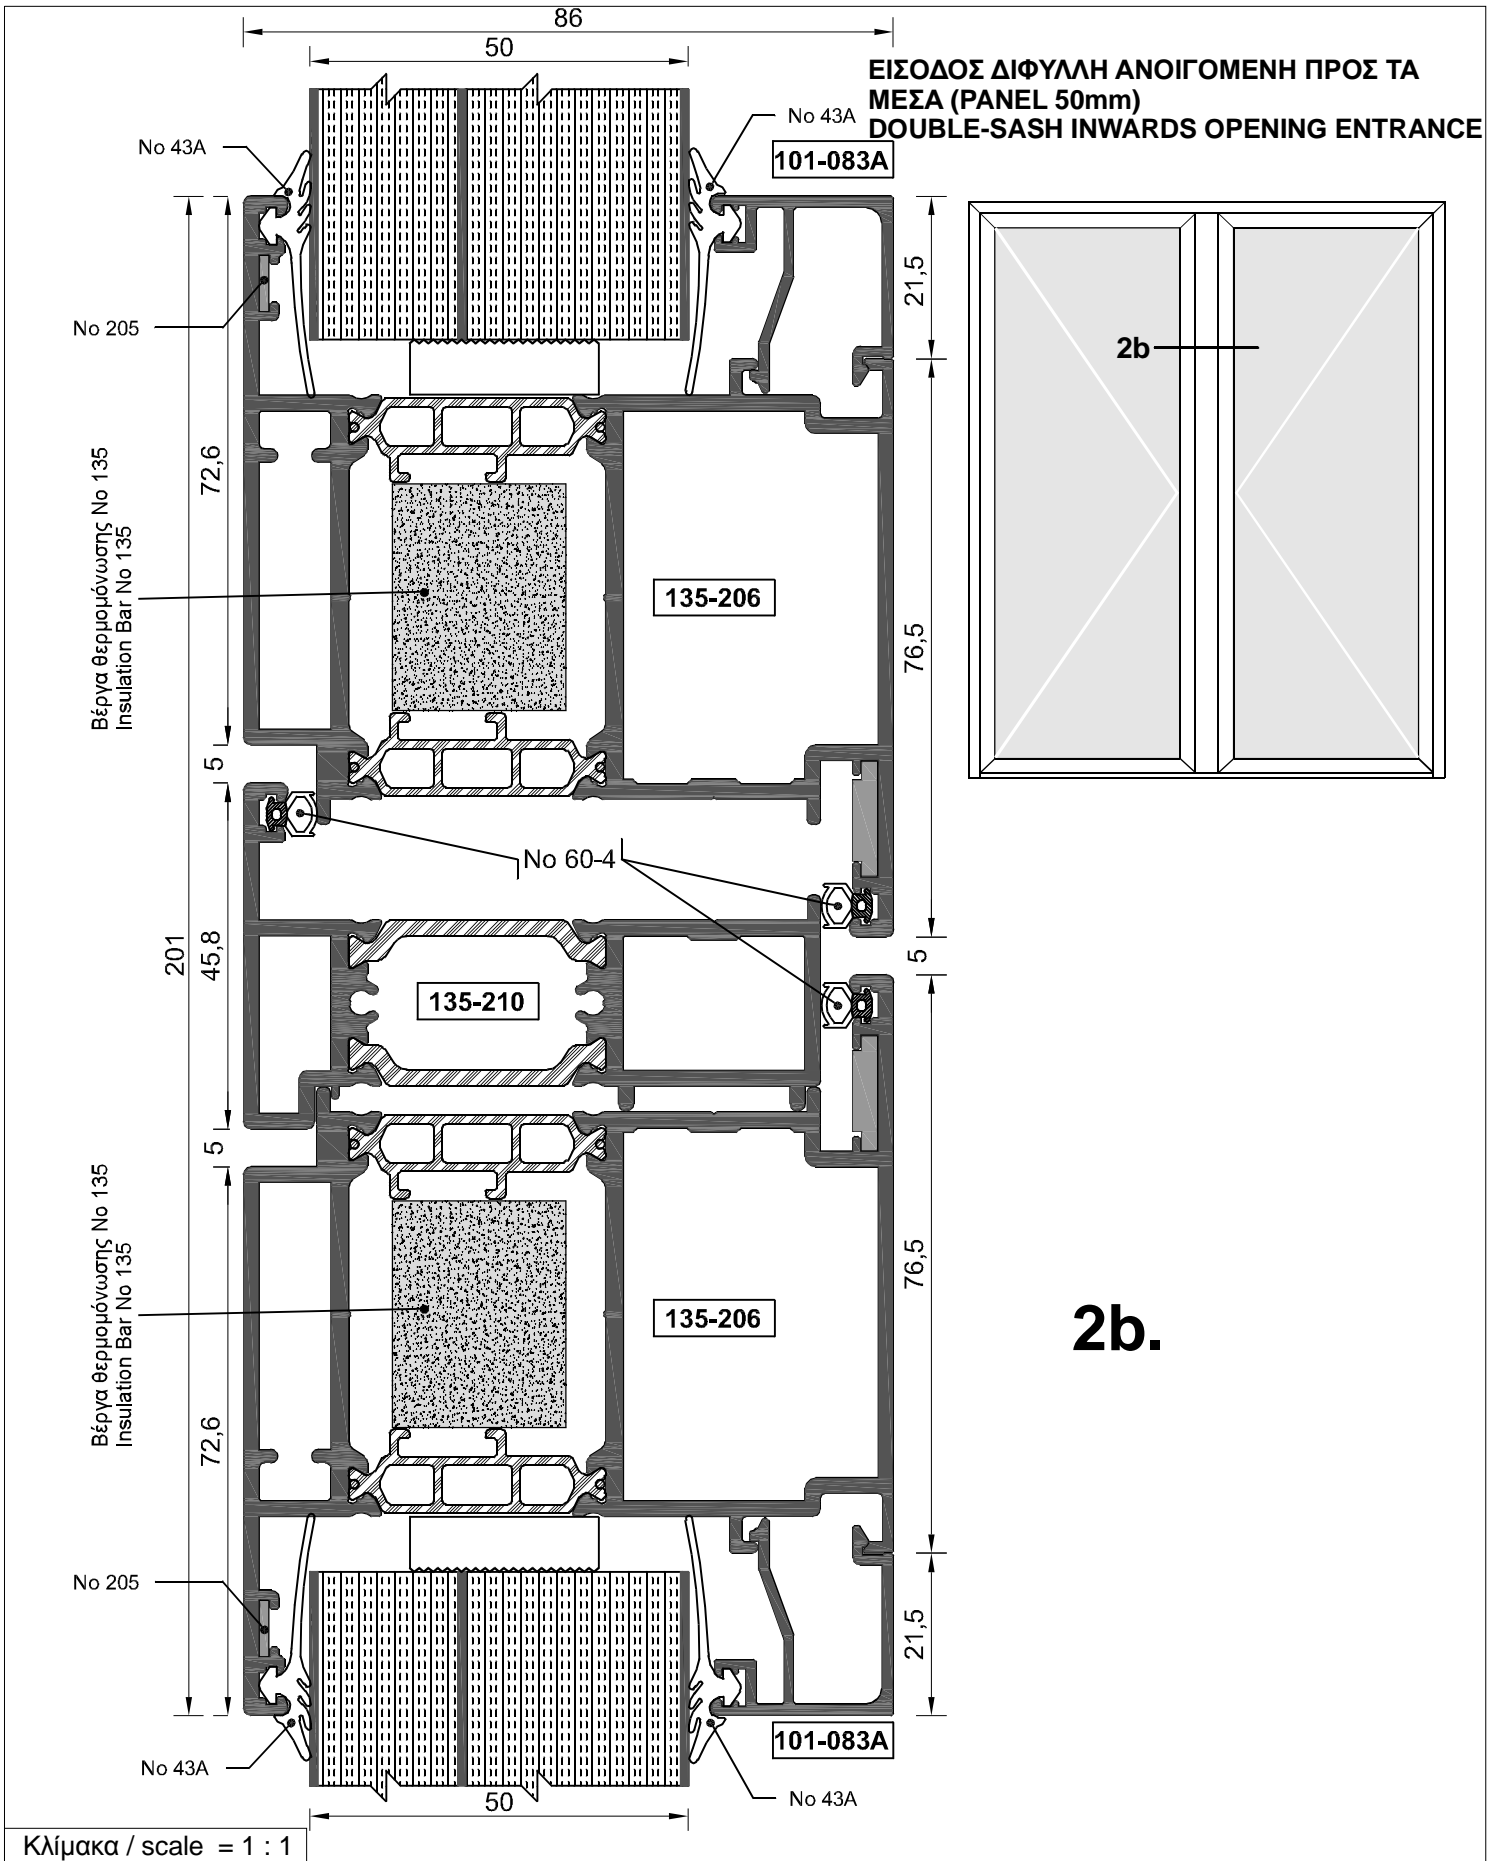 86
50
ΕΙΣΟΔΟΣ ΔΙΦΥΛΛΗ ΑΝΟΙΓΟΜΕΝΗ ΠΡΟΣ ΤΑ
ΜΕΣΑ (PANEL 50mm)
DOUBLE-SASH INWARDS OPENING ENTRANCE
No 43A
No 43A
101-083A
21,5
No 205
2b
72,6
Βέργα θερμομόνωσης No 135
Insulation Bar No 135
135-206
76,5
5
No 60-4
201
45,8
5
135-210
5
Βέργα θερμομόνωσης No 135
Insulation Bar No 135
135-206
76,5
2b.
72,6
No 205
21,5
101-083A
No 43A
No 43A
50
Κλίμακα / scale = 1 : 1